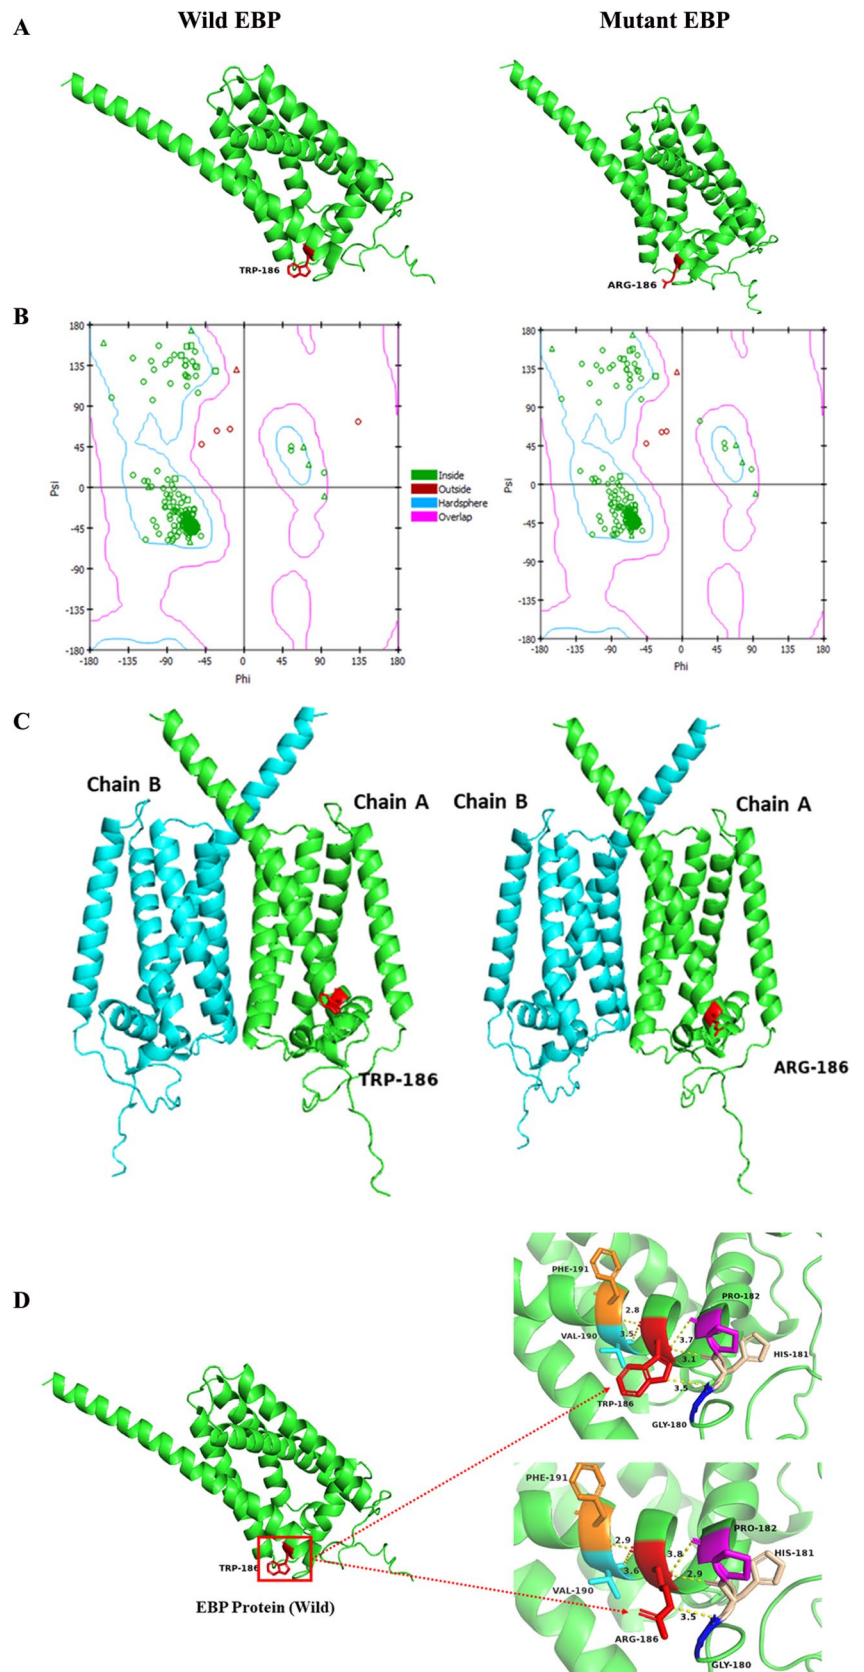 A
Wild EBP
Mutant EBP
TRP-186
ARG-186
B
180
135
90
45
0
-45
-90
-135
-180
Psi
-180 -135 -90 -45 0 45 90 135 180
Phi
Inside
Outside
Hardsphere
Overlap
180
135
90
45
0
-45
-90
-135
-180
Psi
-180 -135 -90 -45 0 45 90 135 180
Phi
C
Chain B
Chain A
TRP-186
Chain B
Chain A
ARG-186
D
TRP-186
EBP Protein (Wild)
PHE-191
PRO-182
2.8
3.5
3.7
VAL-190
HIS-181
3.1
3.5
TRP-186
GLY-180
PHE-191
PRO-182
2.9
3.8
HIS-181
3.6
2.9
VAL-190
3.5
ARG-186
GLY-180